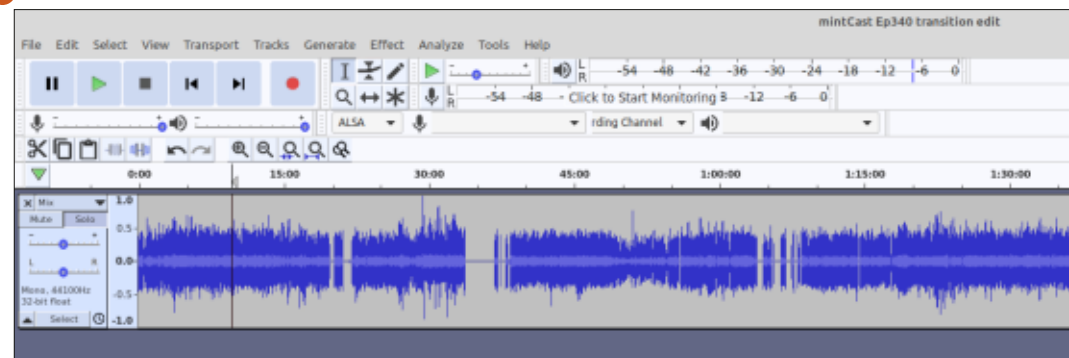 mintCast Ep340 transition edit
File Edit Select View Transport Tracks Generate Effect Analyze Tools Help
L
R
-54 -48 -42 -36 -30 -24 -18 -12 -6 0
L
R
-54 -48 - Click to Start Monitoring 3 -12 -6 0
- + - +
ALSA rding Channel
0:00 15:00 30:00 45:00 1:00:00 1:15:00 1:30:00
X Mix 1.0
Mute Solo
0.5
- +
L R 0.0
Mono, 44100Hz
32-bit float
-0.5
Select -1.0